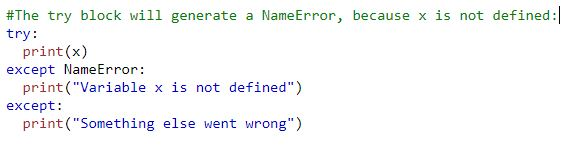 #The try block will generate a NameError, because x is not defined:
try:
  print(x)
except NameError:
  print("Variable x is not defined")
except:
  print("Something else went wrong")